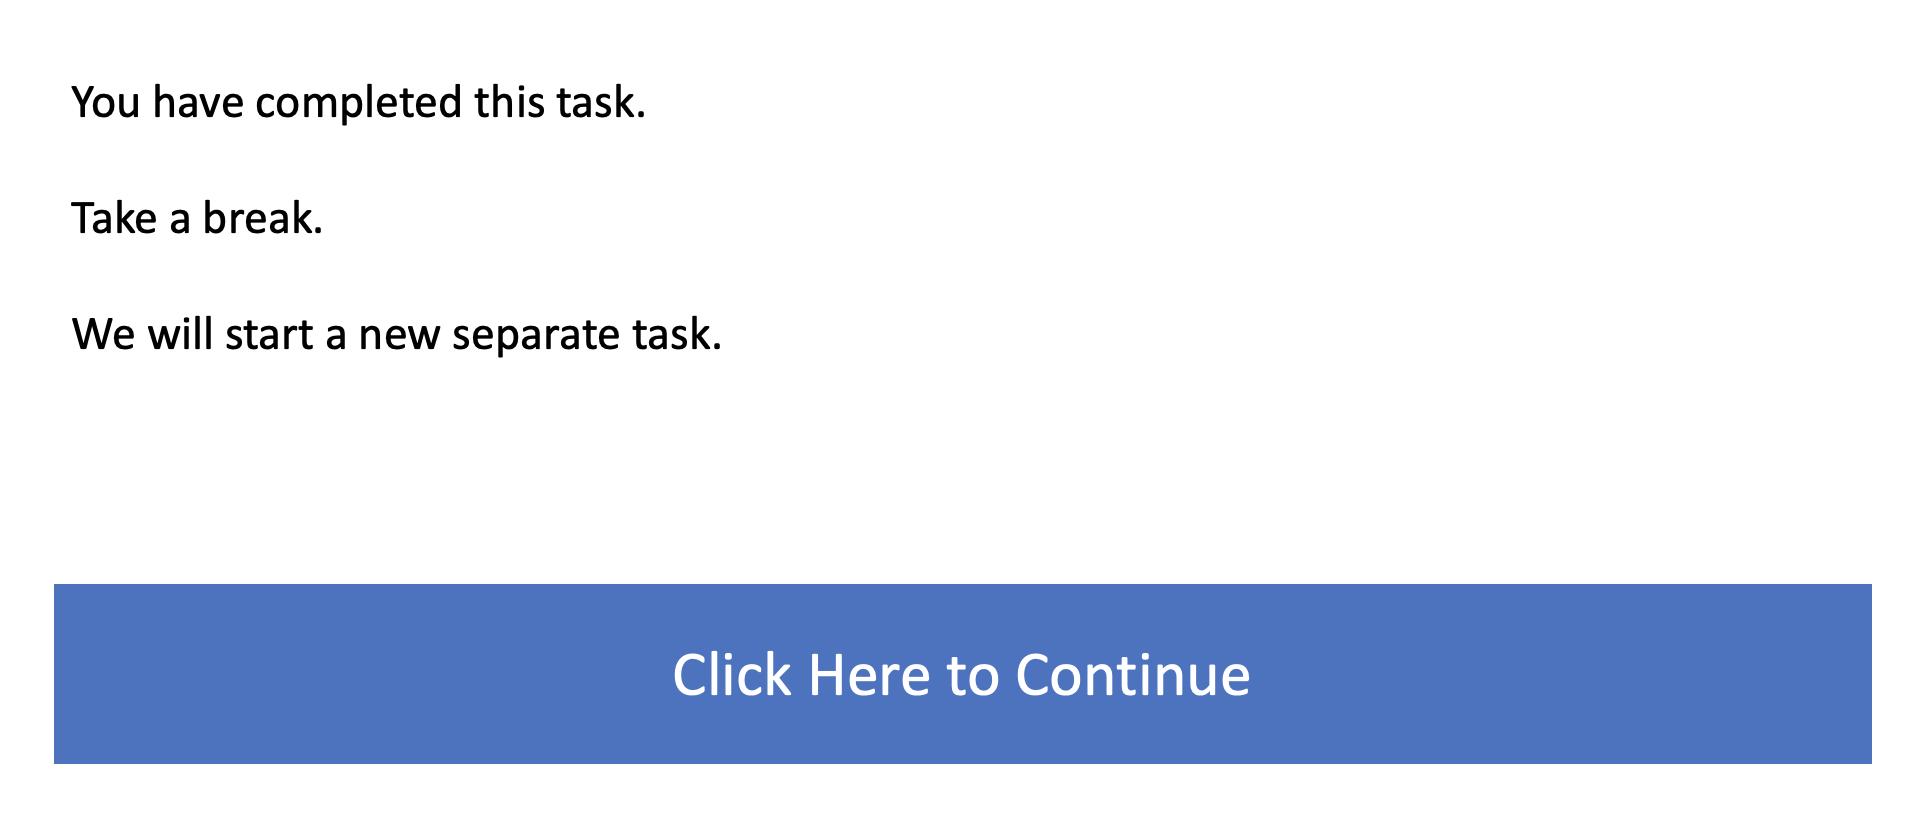 You have completed this task.
Take a break.
We will start a new separate task.
Click Here to Continue